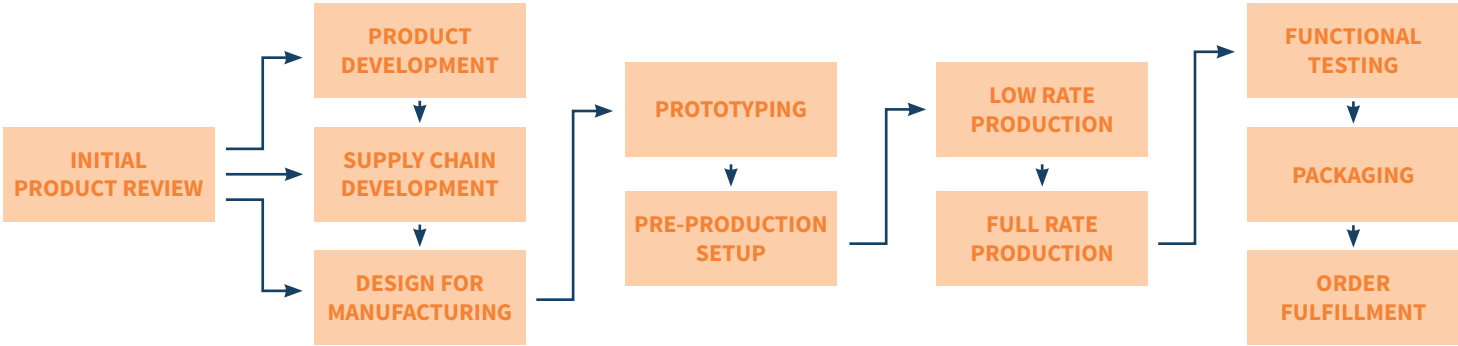 INITIAL
PRODUCT REVIEW
PRODUCT
DEVELOPMENT
SUPPLY CHAIN
DEVELOPMENT
DESIGN FOR
MANUFACTURING
PROTOTYPING
PRE-PRODUCTION
SETUP
LOW RATE
PRODUCTION
FULL RATE
PRODUCTION
FUNCTIONAL
TESTING
PACKAGING
ORDER
FULFILLMENT